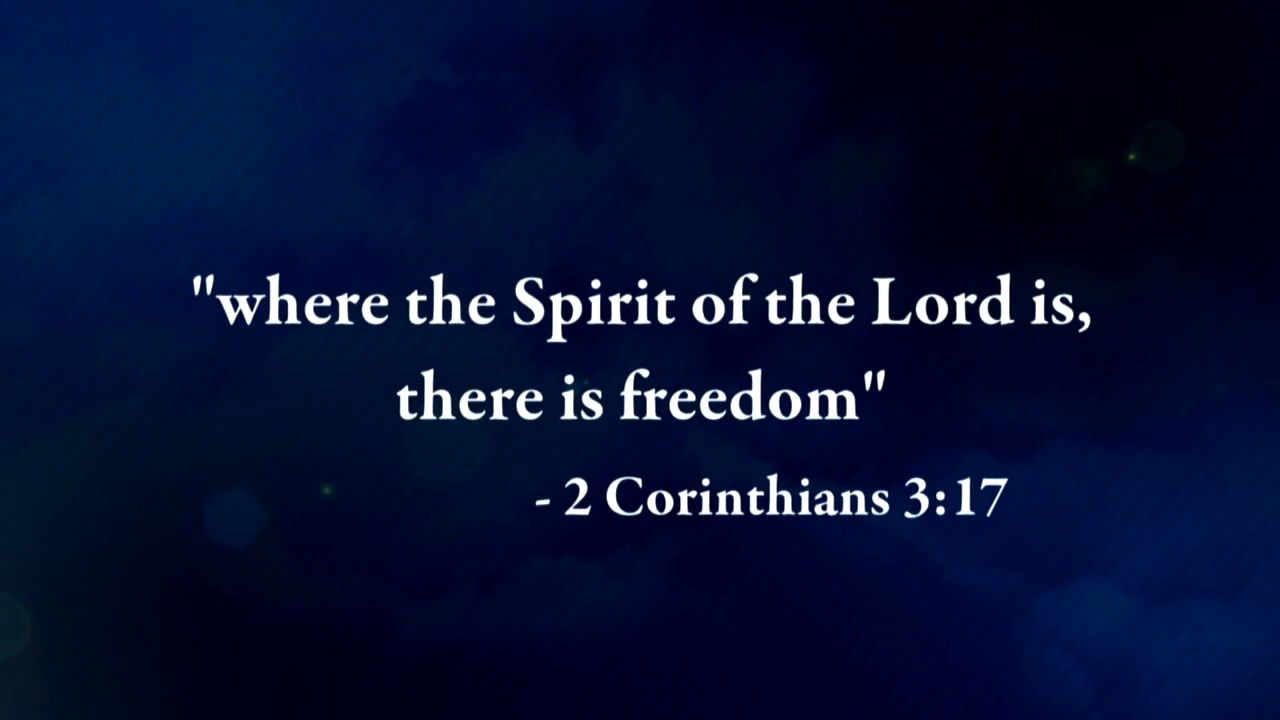 "where the Spirit of the Lord is,
there is freedom"
- 2 Corinthians 3:17